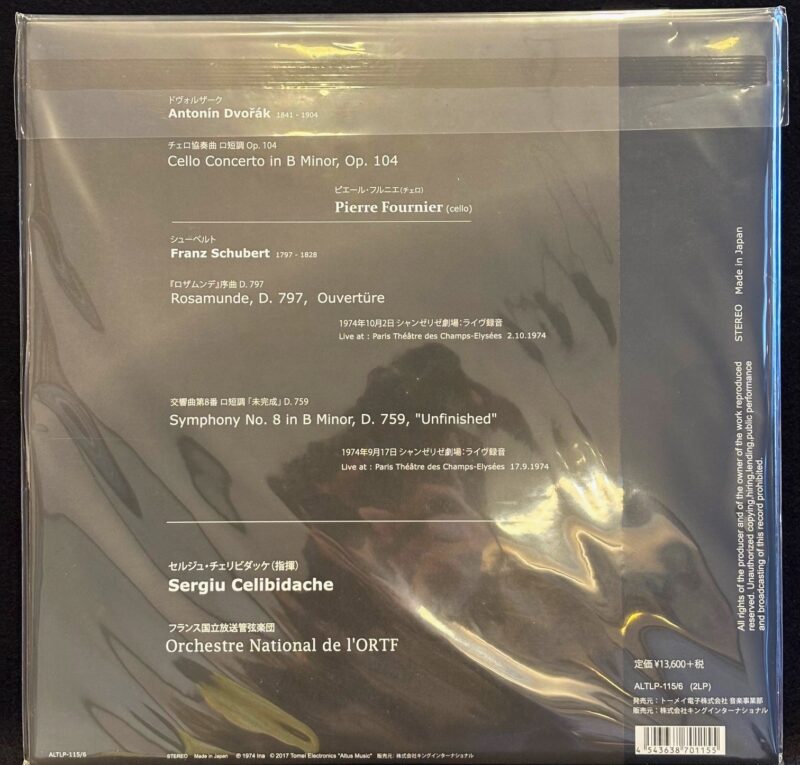 ドヴォルザーク
Antonín Dvořák 1841 - 1904
チェロ協奏曲 ロ短調 Op. 104
Cello Concerto in B Minor, Op. 104
ピエール・フルニエ(チェロ)
Pierre Fournier (cello)
シューベルト
Franz Schubert 1797 - 1828
『ロザムンデ』序曲 D. 797
Rosamunde, D. 797, Ouvertüre
1974年10月2日 シャンゼリゼ劇場:ライヴ録音
Live at : Paris Théâtre des Champs-Elysées 2.10.1974
交響曲第8番 ロ短調「未完成」D. 759
Symphony No. 8 in B Minor, D. 759, "Unfinished"
1974年9月17日 シャンゼリゼ劇場:ライヴ録音
Live at : Paris Théâtre des Champs-Elysées 17.9.1974
セルジュ・チェリビダッケ(指揮)
Sergiu Celibidache
フランス国立放送管弦楽団
Orchestre National de l'ORTF
ALTLP-115/6
STEREO Made in Japan ℗ 1974 Ina © 2017 Tomei Electronics "Altus Music" 販売元:株式会社キングインターナショナル
STEREO Made in Japan
All rights of the producer and of the owner of the work reproduced
reserved. Unauthorized copying,hiring,lending,public performance
and broadcasting of this record prohibited.
定価 ¥13,600+税
ALTLP-115/6 (2LP)
発売元:トーメイ電子株式会社 音楽事業部
販売元:株式会社キングインターナショナル
4 543638 701155